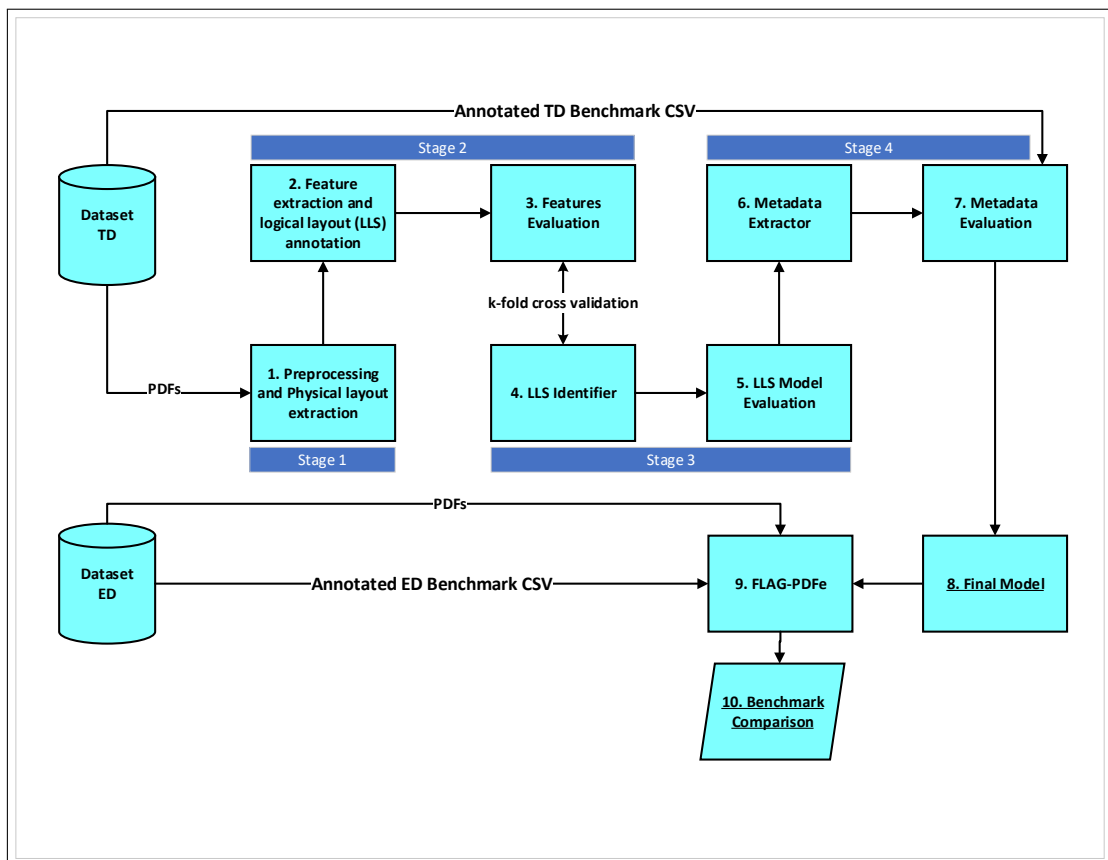 Annotated TD Benchmark CSV
Stage 2
Stage 4
Dataset
TD
2. Feature
extraction and
logical layout (LLS)
annotation
3. Features
Evaluation
6. Metadata
Extractor
7. Metadata
Evaluation
k-fold cross validation
PDFs
1. Preprocessing
and Physical layout
extraction
4. LLS Identifier
5. LLS Model
Evaluation
Stage 1
Stage 3
PDFs
Dataset
ED
Annotated ED Benchmark CSV
9. FLAG-PDFe
8. Final Model
10. Benchmark
Comparison